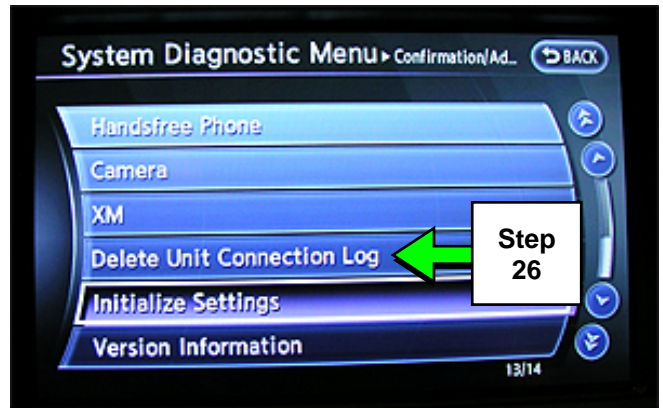 System Diagnostic Menu ▸ Confirmation/Ad_ BACK
Handsfree Phone
Camera
XM
Delete Unit Connection Log
Step
26
Initialize Settings
Version Information
13/14